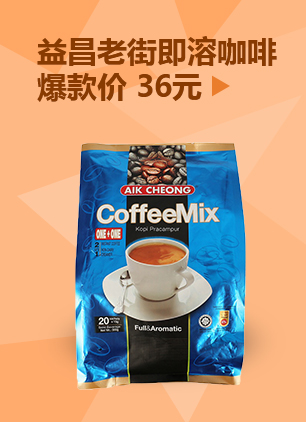 益昌老街即溶咖啡
爆款价 36元
AIK CHEONG
CoffeeMix
Kopi Pracampur
ONE+ONE
20
Full&Aromatic